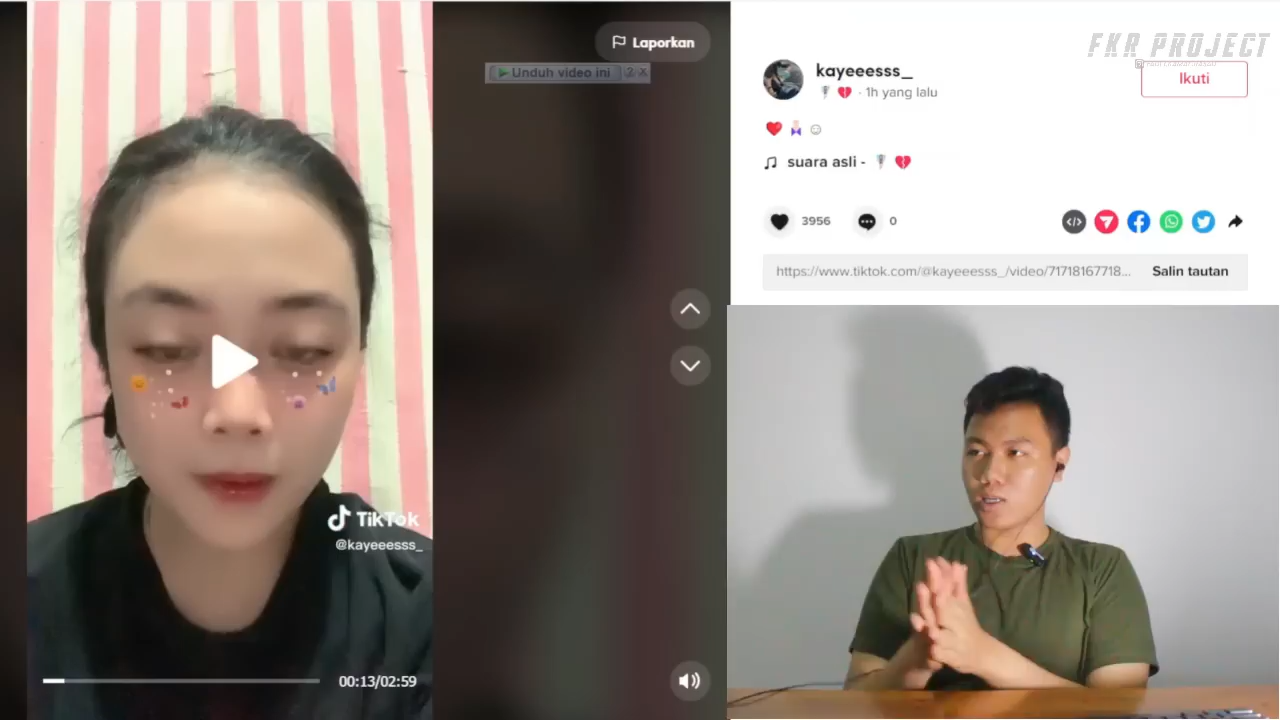 Laporkan
Unduh video ini
? X
TikTok
@kayeeesss_
00:13/02:59
FKR PROJECT
kayeeesss_
· 1h yang lalu
Ikuti
suara asli -
3956
0
https://www.tiktok.com/@kayeeesss_/video/71718167718...
Salin tautan